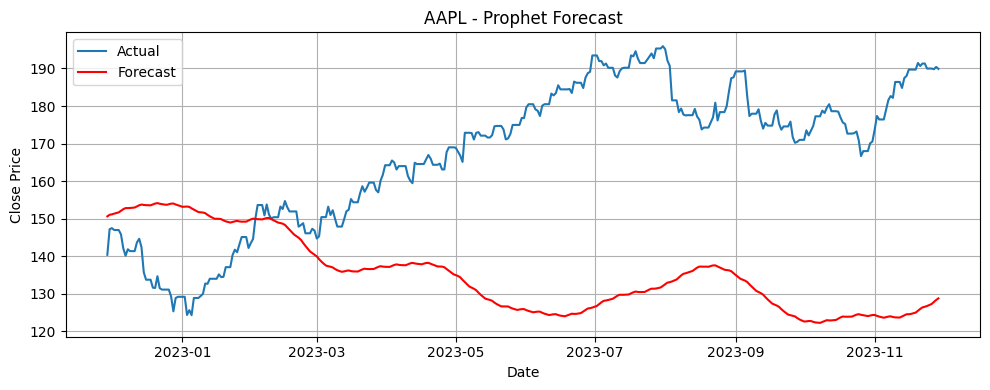 AAPL - Prophet Forecast
Actual
Forecast
Close Price
190
180
170
160
150
140
130
120
2023-01
2023-03
2023-05
2023-07
2023-09
2023-11
Date